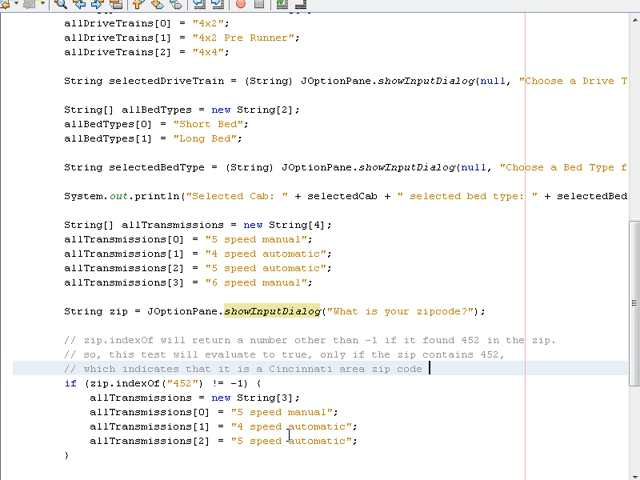 allDriveTrains[0] = "4x2";
allDriveTrains[1] = "4x2 Pre Runner";
allDriveTrains[2] = "4x4";
String selectedDriveTrain = (String) JOptionPane.showInputDialog(null, "Choose a Drive T
String[] allBedTypes = new String[2];
allBedTypes[0] = "Short Bed";
allBedTypes[1] = "Long Bed";
String selectedBedType = (String) JOptionPane.showInputDialog(null, "Choose a Bed Type f
System.out.println("Selected Cab: " + selectedCab + " selected bed type: " + selectedBed
String[] allTransmissions = new String[4];
allTransmissions[0] = "5 speed manual";
allTransmissions[1] = "4 speed automatic";
allTransmissions[2] = "5 speed automatic";
allTransmissions[3] = "6 speed manual";
String zip = JOptionPane.showInputDialog("What is your zipcode?");
// zip.indexOf will return a number other than -1 if it found 452 in the zip.
// so, this test will evaluate to true, only if the zip contains 452,
// which indicates that it is a Cincinnati area zip code
if (zip.indexOf("452") != -1) {
allTransmissions = new String[3];
allTransmissions[0] = "5 speed manual";
allTransmissions[1] = "4 speed automatic";
allTransmissions[2] = "5 speed automatic";
}